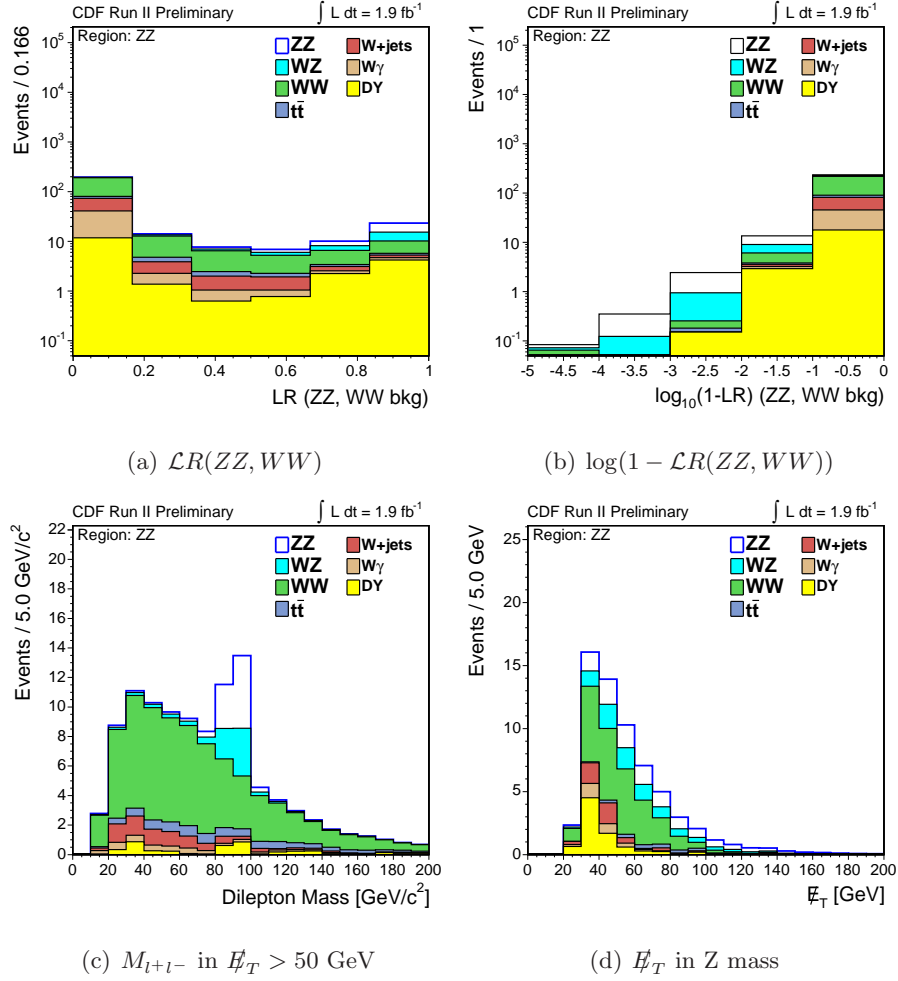 CDF Run II Preliminary ∫ L dt = 1.9 fb⁻¹
Region: ZZ
ZZ W+jets
WZ Wγ
WW DY
tt̄
Events / 0.166
10⁵
10⁴
10³
10²
10
1
10⁻¹
0 0.2 0.4 0.6 0.8 1
LR (ZZ, WW bkg)
(a) ℒR(ZZ, WW)
CDF Run II Preliminary ∫ L dt = 1.9 fb⁻¹
Region: ZZ
ZZ W+jets
WZ Wγ
WW DY
tt̄
Events / 1
10⁵
10⁴
10³
10²
10
1
10⁻¹
-5 -4.5 -4 -3.5 -3 -2.5 -2 -1.5 -1 -0.5 0
log₁₀(1-LR) (ZZ, WW bkg)
(b) log(1 − ℒR(ZZ, WW))
CDF Run II Preliminary ∫ L dt = 1.9 fb⁻¹
Region: ZZ
ZZ W+jets
WZ Wγ
WW DY
tt̄
Events / 5.0 GeV/c²
22
20
18
16
14
12
10
8
6
4
2
0
0 20 40 60 80 100 120 140 160 180 200
Dilepton Mass [GeV/c²]
(c) M_{l+l−} in E̸_T > 50 GeV
CDF Run II Preliminary ∫ L dt = 1.9 fb⁻¹
Region: ZZ
ZZ W+jets
WZ Wγ
WW DY
tt̄
Events / 5.0 GeV
25
20
15
10
5
0
0 20 40 60 80 100 120 140 160 180 200
E̸_T [GeV]
(d) E̸_T in Z mass